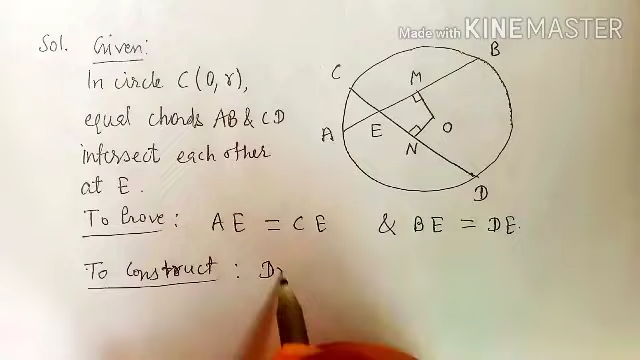 Made with KINEMASTER
Sol. Given:
In circle C(O, r),
equal chords AB & CD
intersect each other
at E.
To Prove: AE = CE & BE = DE.
To Construct: D
C
B
M
A
E
O
N
D